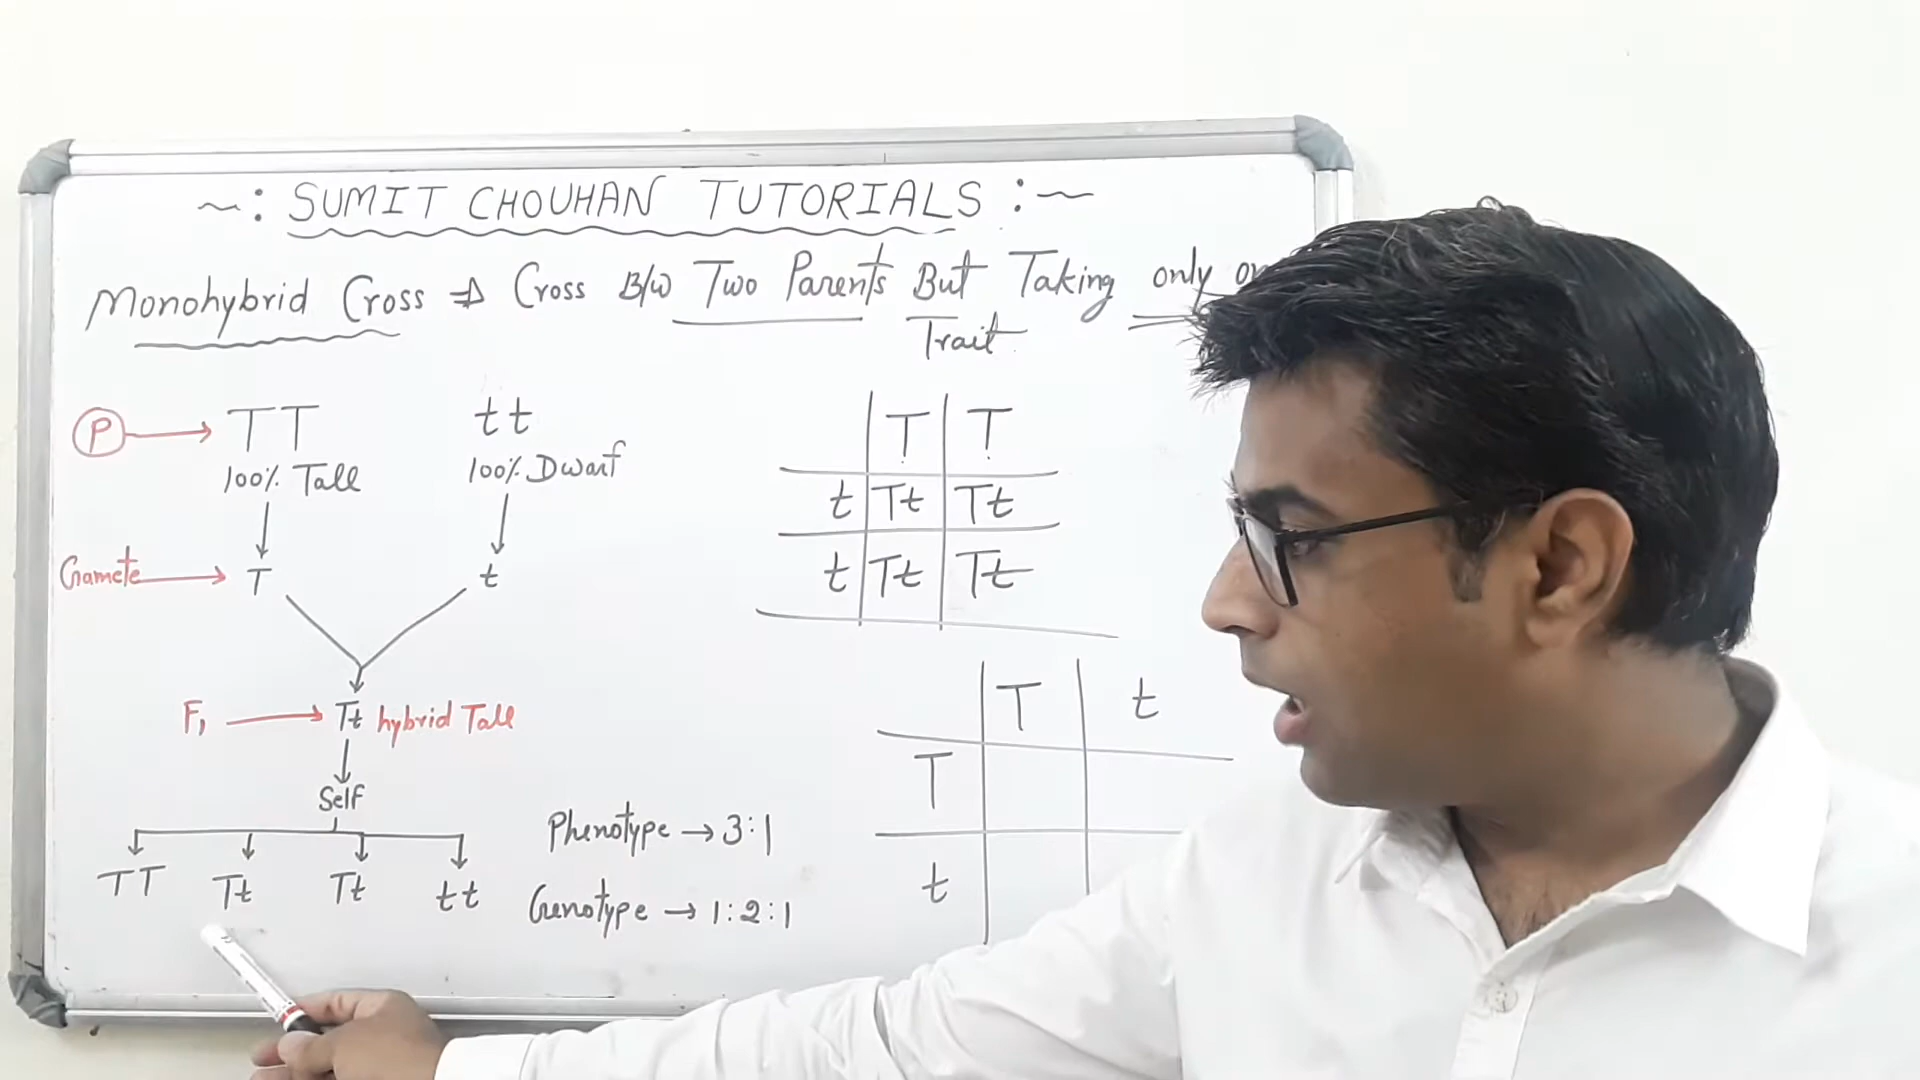 ~: SUMIT CHOUHAN TUTORIALS :~
Monohybrid Cross ⇒ Cross B/w Two Parents But Taking only
Trait
P → TT tt
100% Tall 100% Dwarf
Gamete → T t
F1 → Tt hybrid Tall
Self
TT Tt Tt tt
Phenotype → 3:1
Genotype → 1:2:1
T T
t Tt Tt
t Tt Tt
T t
T
t